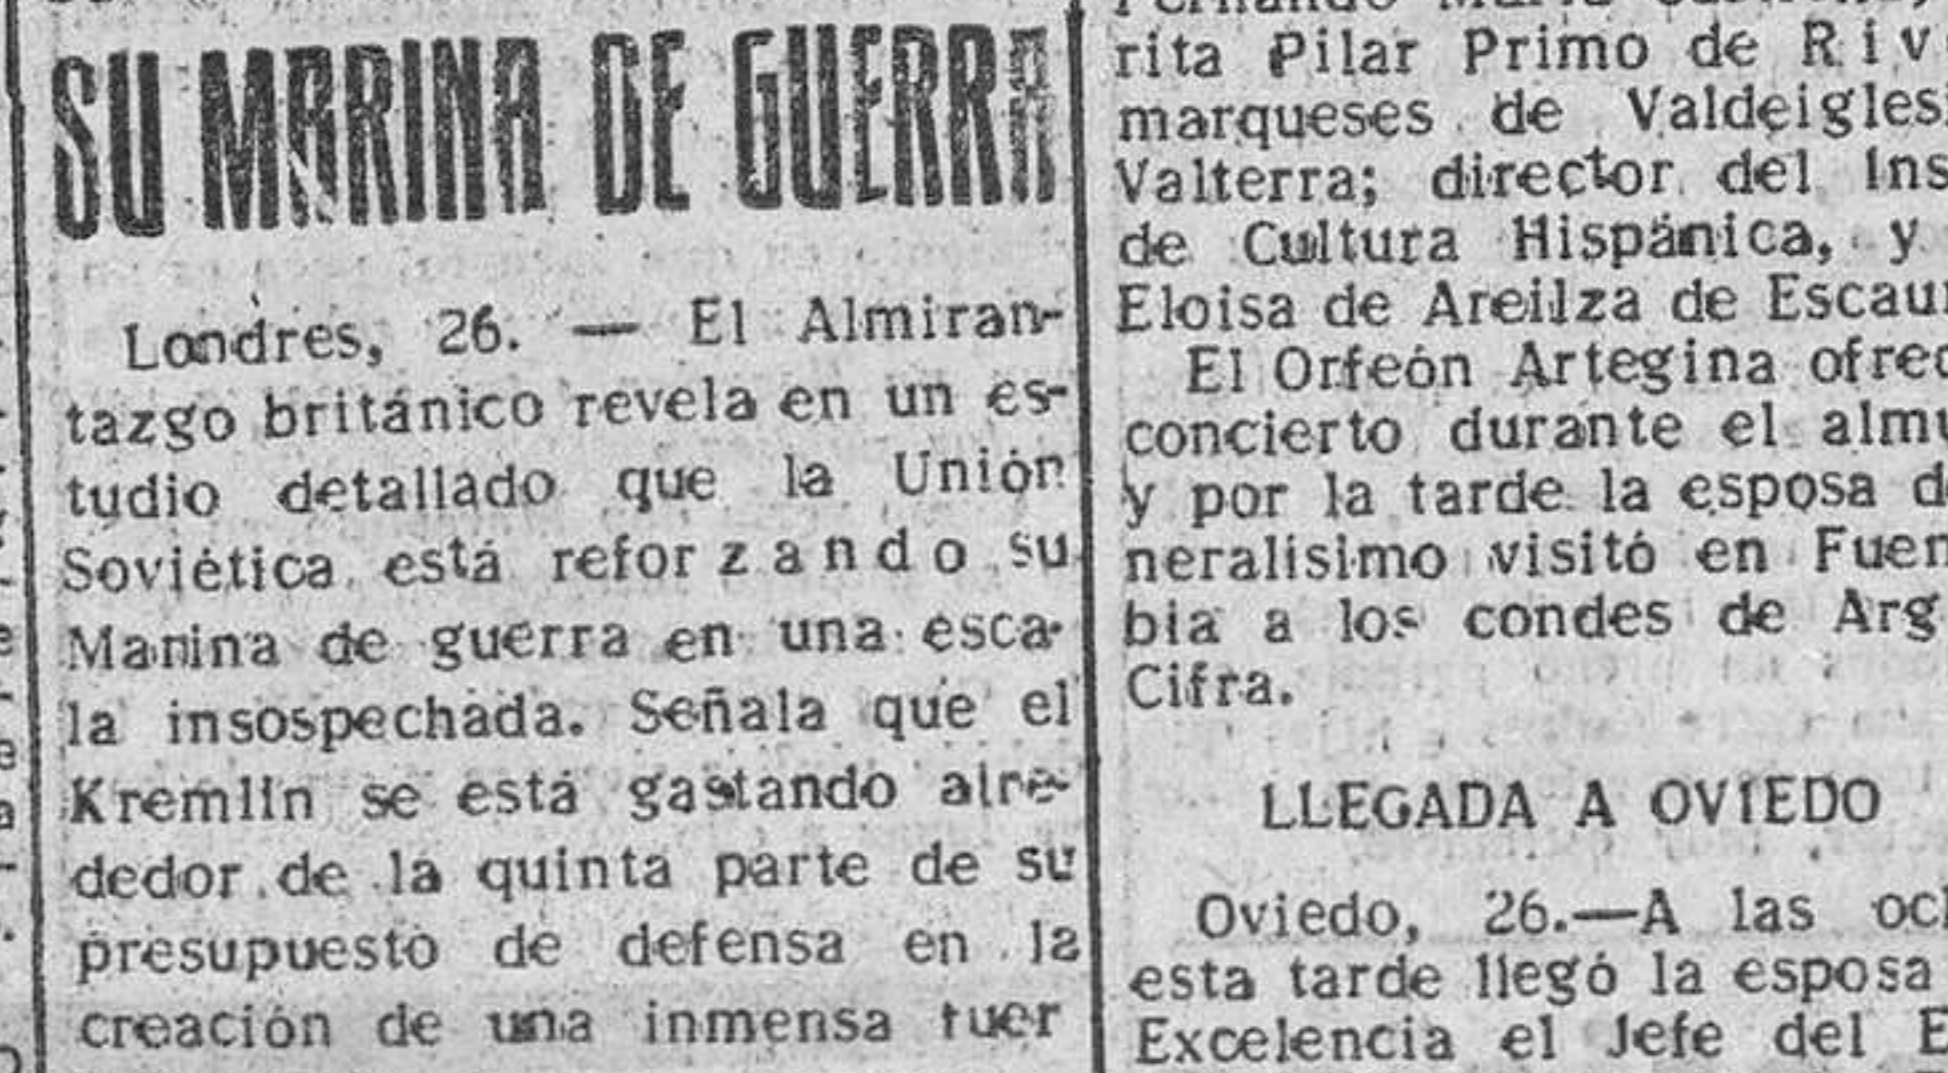 SU MARINA DE GUERRA
Londres, 26. — El Almiran-
tazgo británico revela en un es-
tudio detallado que la Unión
Soviética está reforzando su
Marina de guerra en una esca-
la insospechada. Señala que el
Kremlin se está gastando alre-
dedor de la quinta parte de su
presupuesto de defensa en la
creación de una inmensa fuer
rita Pilar Primo de Riv
marqueses de Valdeigles
Valterra; director del Ins
de Cultura Hispánica, y
Eloisa de Areilza de Escau
El Orfeón Artegina ofrec
concierto durante el almu
y por la tarde la esposa d
neralísimo visitó en Fuen
bia a los condes de Arg
Cifra.
LLEGADA A OVIEDO
Oviedo, 26.—A las och
esta tarde llegó la esposa
Excelencia el Jefe del E